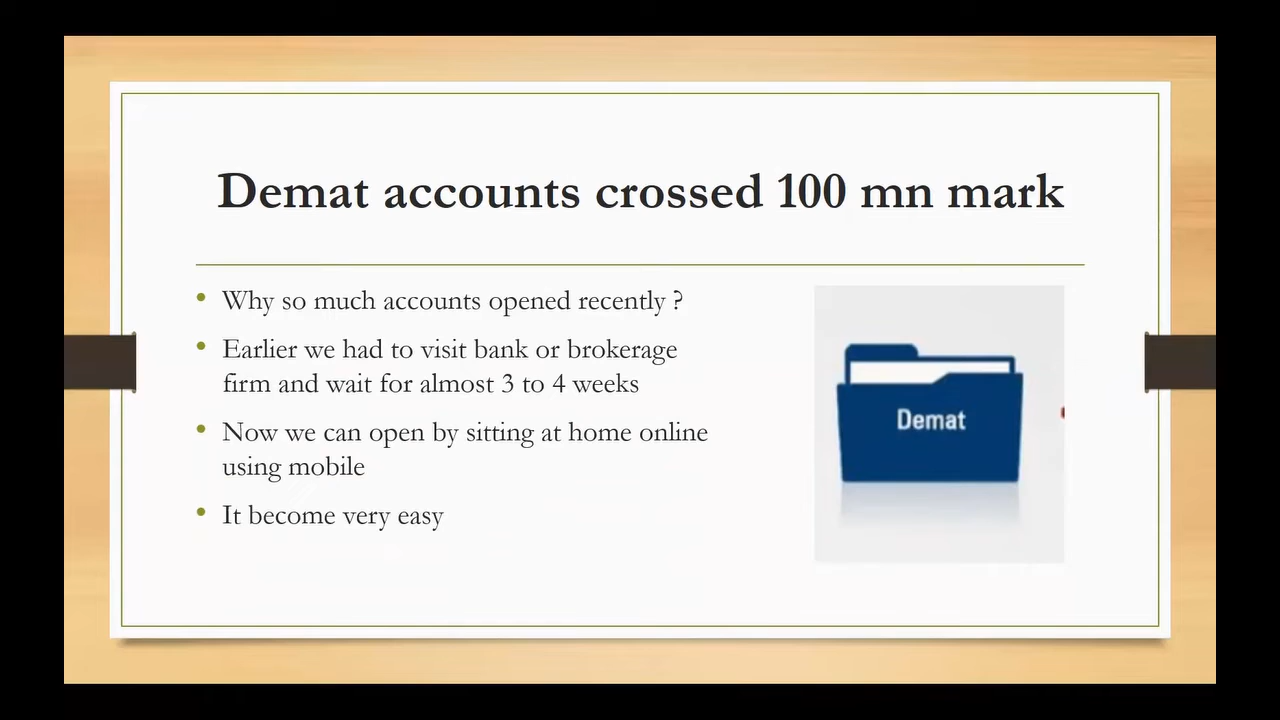 Demat accounts crossed 100 mn mark
• Why so much accounts opened recently ?
• Earlier we had to visit bank or brokerage
firm and wait for almost 3 to 4 weeks
• Now we can open by sitting at home online
using mobile
• It become very easy
Demat